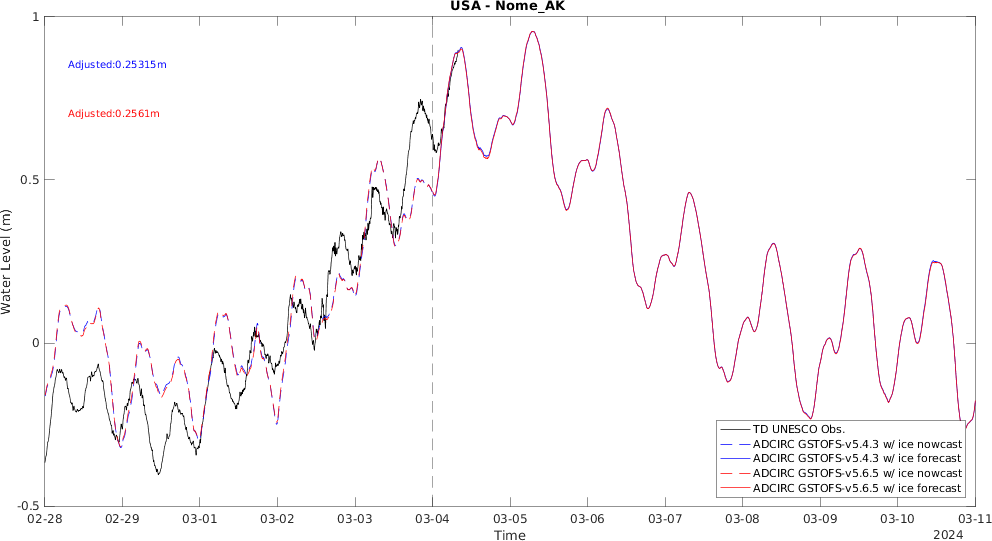 USA - Nome_AK
Adjusted:0.25315m
Adjusted:0.2561m
Water Level (m)
1
0.5
0
-0.5
TD UNESCO Obs.
ADCIRC GSTOFS-v5.4.3 w/ ice nowcast
ADCIRC GSTOFS-v5.4.3 w/ ice forecast
ADCIRC GSTOFS-v5.6.5 w/ ice nowcast
ADCIRC GSTOFS-v5.6.5 w/ ice forecast
02-28 02-29 03-01 03-02 03-03 03-04 03-05 03-06 03-07 03-08 03-09 03-10 03-11
Time
2024